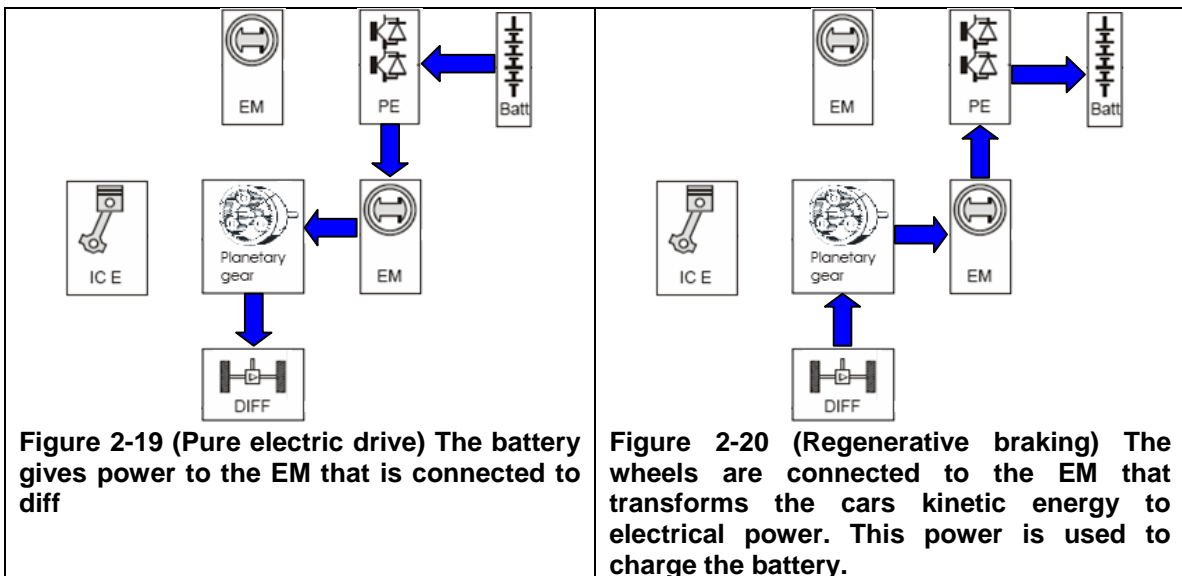 EM
PE
Batt
IC E
Planetary
gear
EM
DIFF
Figure 2-19 (Pure electric drive) The battery
gives power to the EM that is connected to
diff
EM
PE
Batt
IC E
Planetary
gear
EM
DIFF
Figure 2-20 (Regenerative braking) The
wheels are connected to the EM that
transforms the cars kinetic energy to
electrical power. This power is used to
charge the battery.